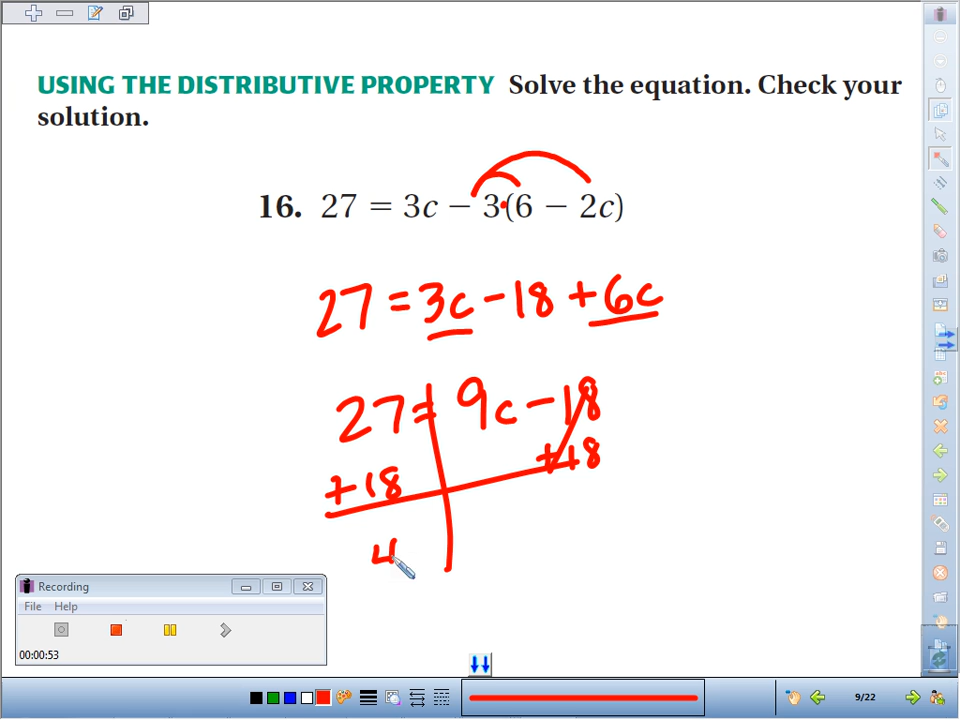 USING THE DISTRIBUTIVE PROPERTY Solve the equation. Check your
solution.
16. 27 = 3c − 3·(6 − 2c)
27 = 3c - 18 + 6c
27 = 9c - 18
+18
+18
4
Recording
File Help
00:00:53
9/22